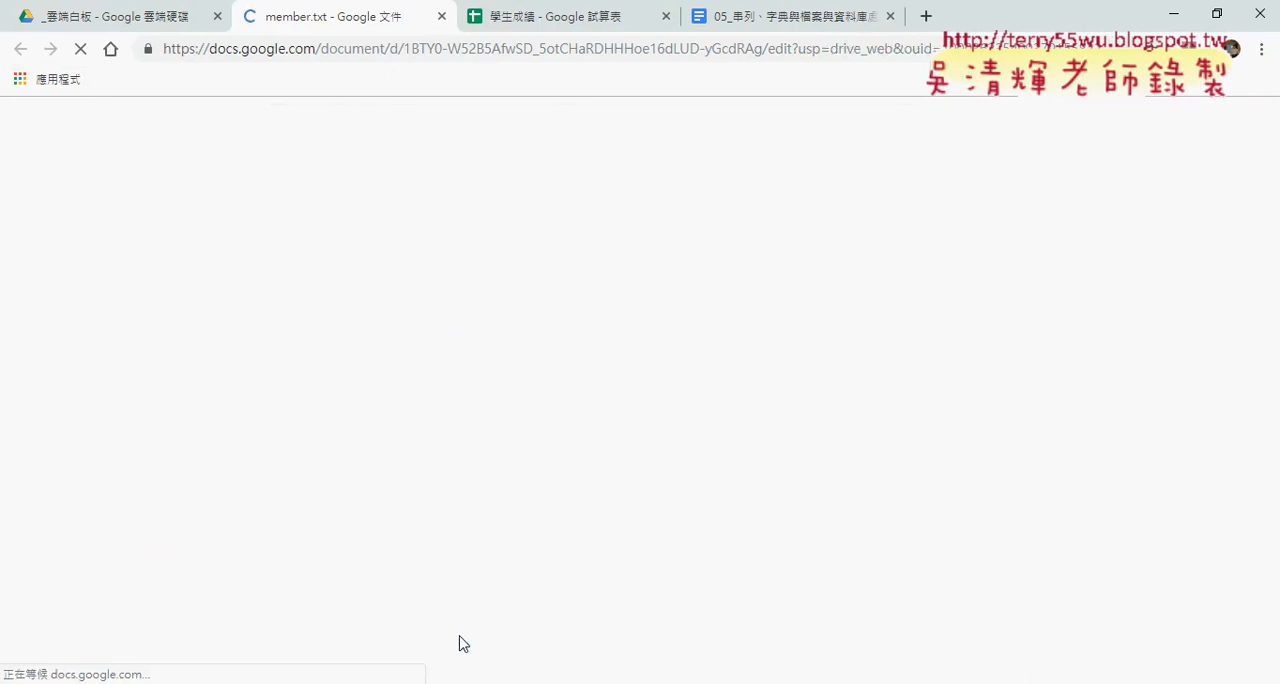 _雲端白板 - Google 雲端硬碟
member.txt - Google 文件
學生成績 - Google 試算表
05_串列、字典與檔案與資料庫處
https://docs.google.com/document/d/1BTY0-W52B5AfwSD_5otCHaRDHHHoe16dLUD-yGcdRAg/edit?usp=drive_web&ouid=
http://terry55wu.blogspot.tw
吳清輝老師錄製
應用程式
正在等候 docs.google.com...